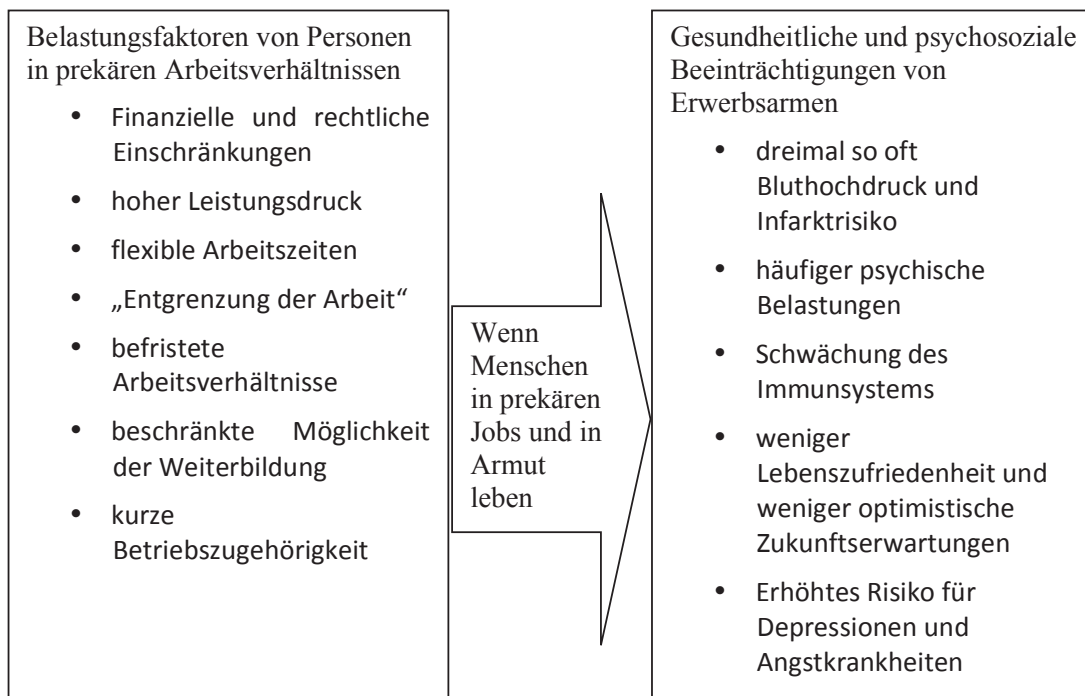 Belastungsfaktoren von Personen
in prekären Arbeitsverhältnissen
• Finanzielle und rechtliche
Einschränkungen
• hoher Leistungsdruck
• flexible Arbeitszeiten
• „Entgrenzung der Arbeit“
• befristete
Arbeitsverhältnisse
• beschränkte Möglichkeit
der Weiterbildung
• kurze
Betriebszugehörigkeit
Wenn
Menschen
in prekären
Jobs und in
Armut
leben
Gesundheitliche und psychosoziale
Beeinträchtigungen von
Erwerbsarmen
• dreimal so oft
Bluthochdruck und
Infarktrisiko
• häufiger psychische
Belastungen
• Schwächung des
Immunsystems
• weniger
Lebenszufriedenheit und
weniger optimistische
Zukunftserwartungen
• Erhöhtes Risiko für
Depressionen und
Angstkrankheiten